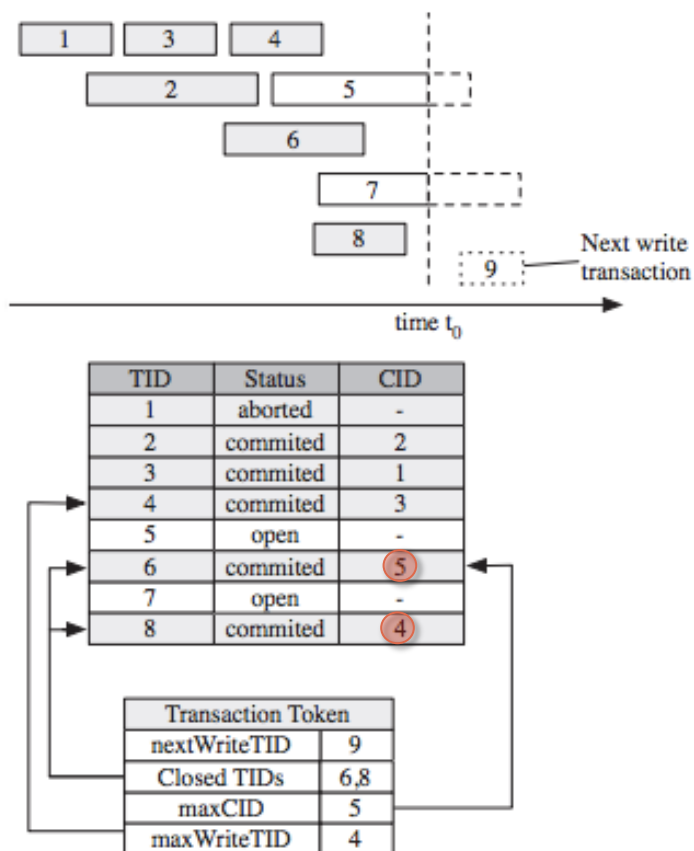 1 3 4
2 5
6
7
8
Next write
9 transaction
time t0
TID Status CID
1 aborted -
2 commited 2
3 commited 1
4 commited 3
5 open -
6 commited 5
7 open -
8 commited 4
Transaction Token
nextWriteTID 9
Closed TIDs 6,8
maxCID 5
maxWriteTID 4